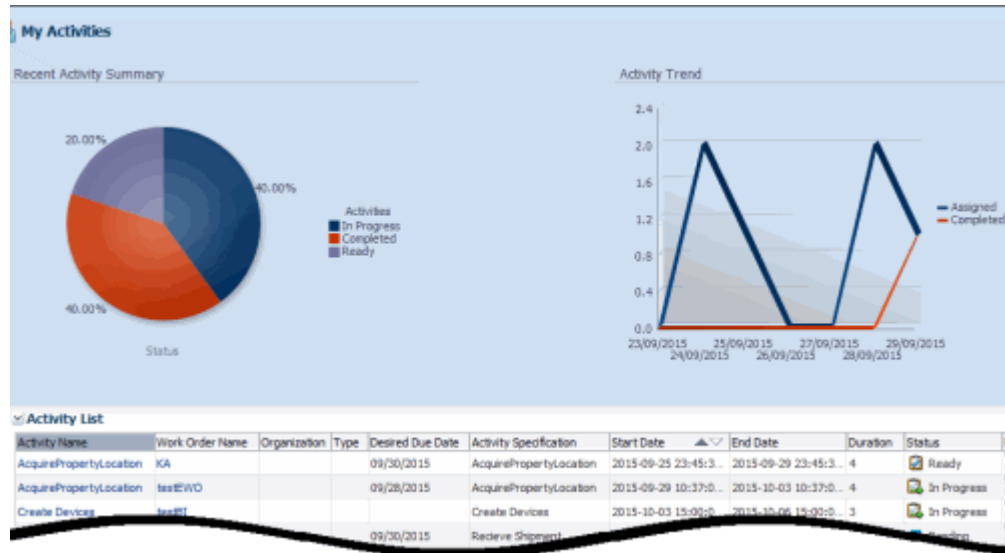 My Activities
Recent Activity Summary
20.00%
40.00%
40.00%
Status
Activities
In Progress
Completed
Ready
Activity Trend
2.4
2.0
1.6
1.2
0.8
0.4
0.0
23/09/2015 25/09/2015 27/09/2015 29/09/2015
24/09/2015 26/09/2015 28/09/2015
Assigned
Completed
Activity List
Activity Name Work Order Name Organization Type Desired Due Date Activity Specification Start Date End Date Duration Status
AcquirePropertyLocation KA 09/30/2015 AcquirePropertyLocation 2015-09-25 23:45:3... 2015-09-29 23:45:3... 4 Ready
AcquirePropertyLocation testEWO 09/28/2015 AcquirePropertyLocation 2015-09-29 10:37:0... 2015-10-03 10:37:0... 4 In Progress
Create Devices testBI Create Devices 2015-10-03 15:00:0... 2015-10-06 15:00:0... 3 In Progress
09/30/2015 Recieve Shipment